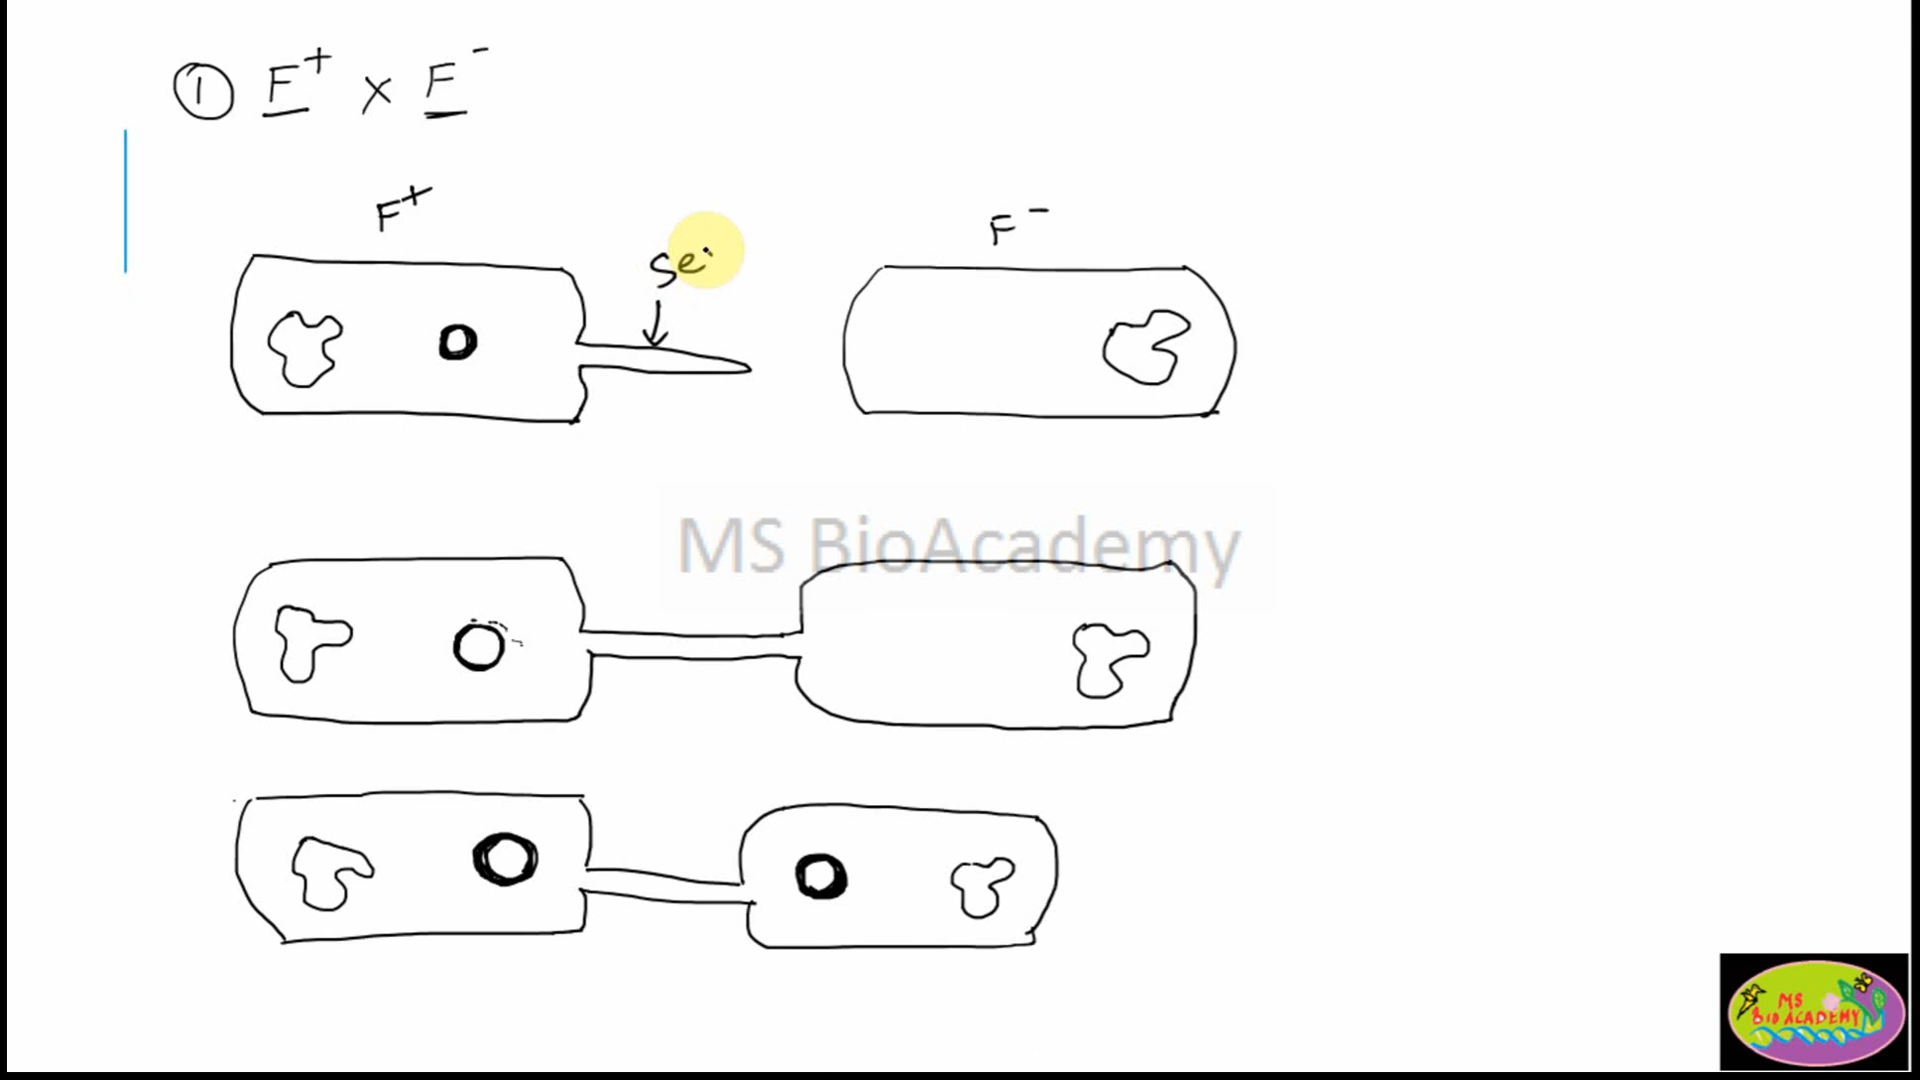 ① F⁺ × F⁻
F⁺
F⁻
se
MS BioAcademy
MS
BIO ACADEMY